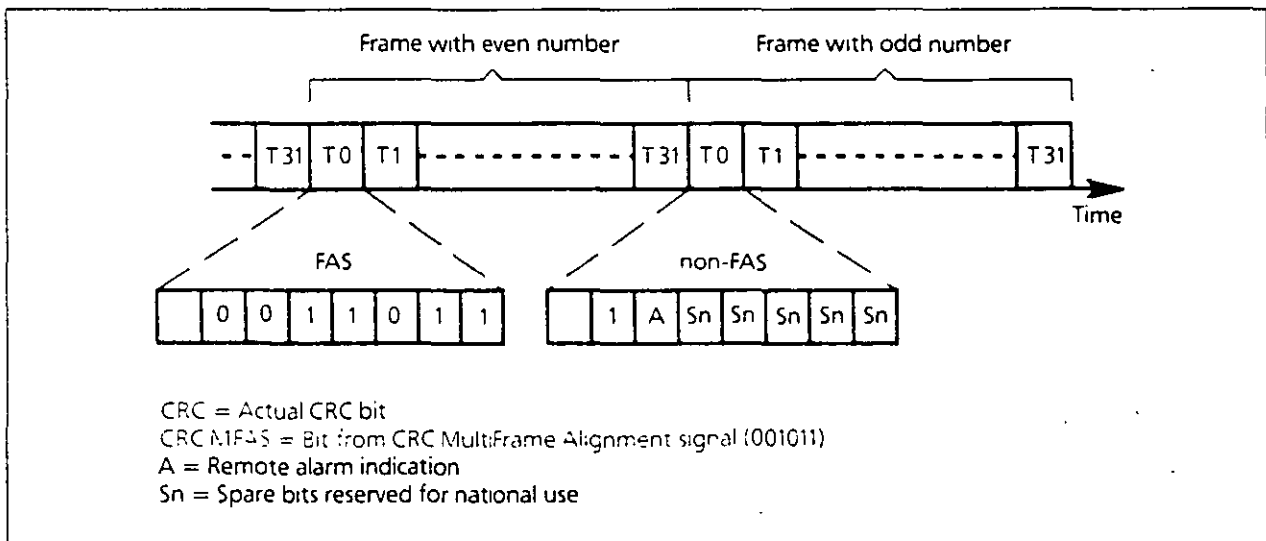 Frame with even number Frame with odd number
T31 T0 T1 T31 T0 T1 T31
Time
FAS non-FAS
0 0 1 1 0 1 1 1 A Sn Sn Sn Sn Sn
CRC = Actual CRC bit
CRC MFAS = Bit from CRC MultiFrame Alignment signal (001011)
A = Remote alarm indication
Sn = Spare bits reserved for national use